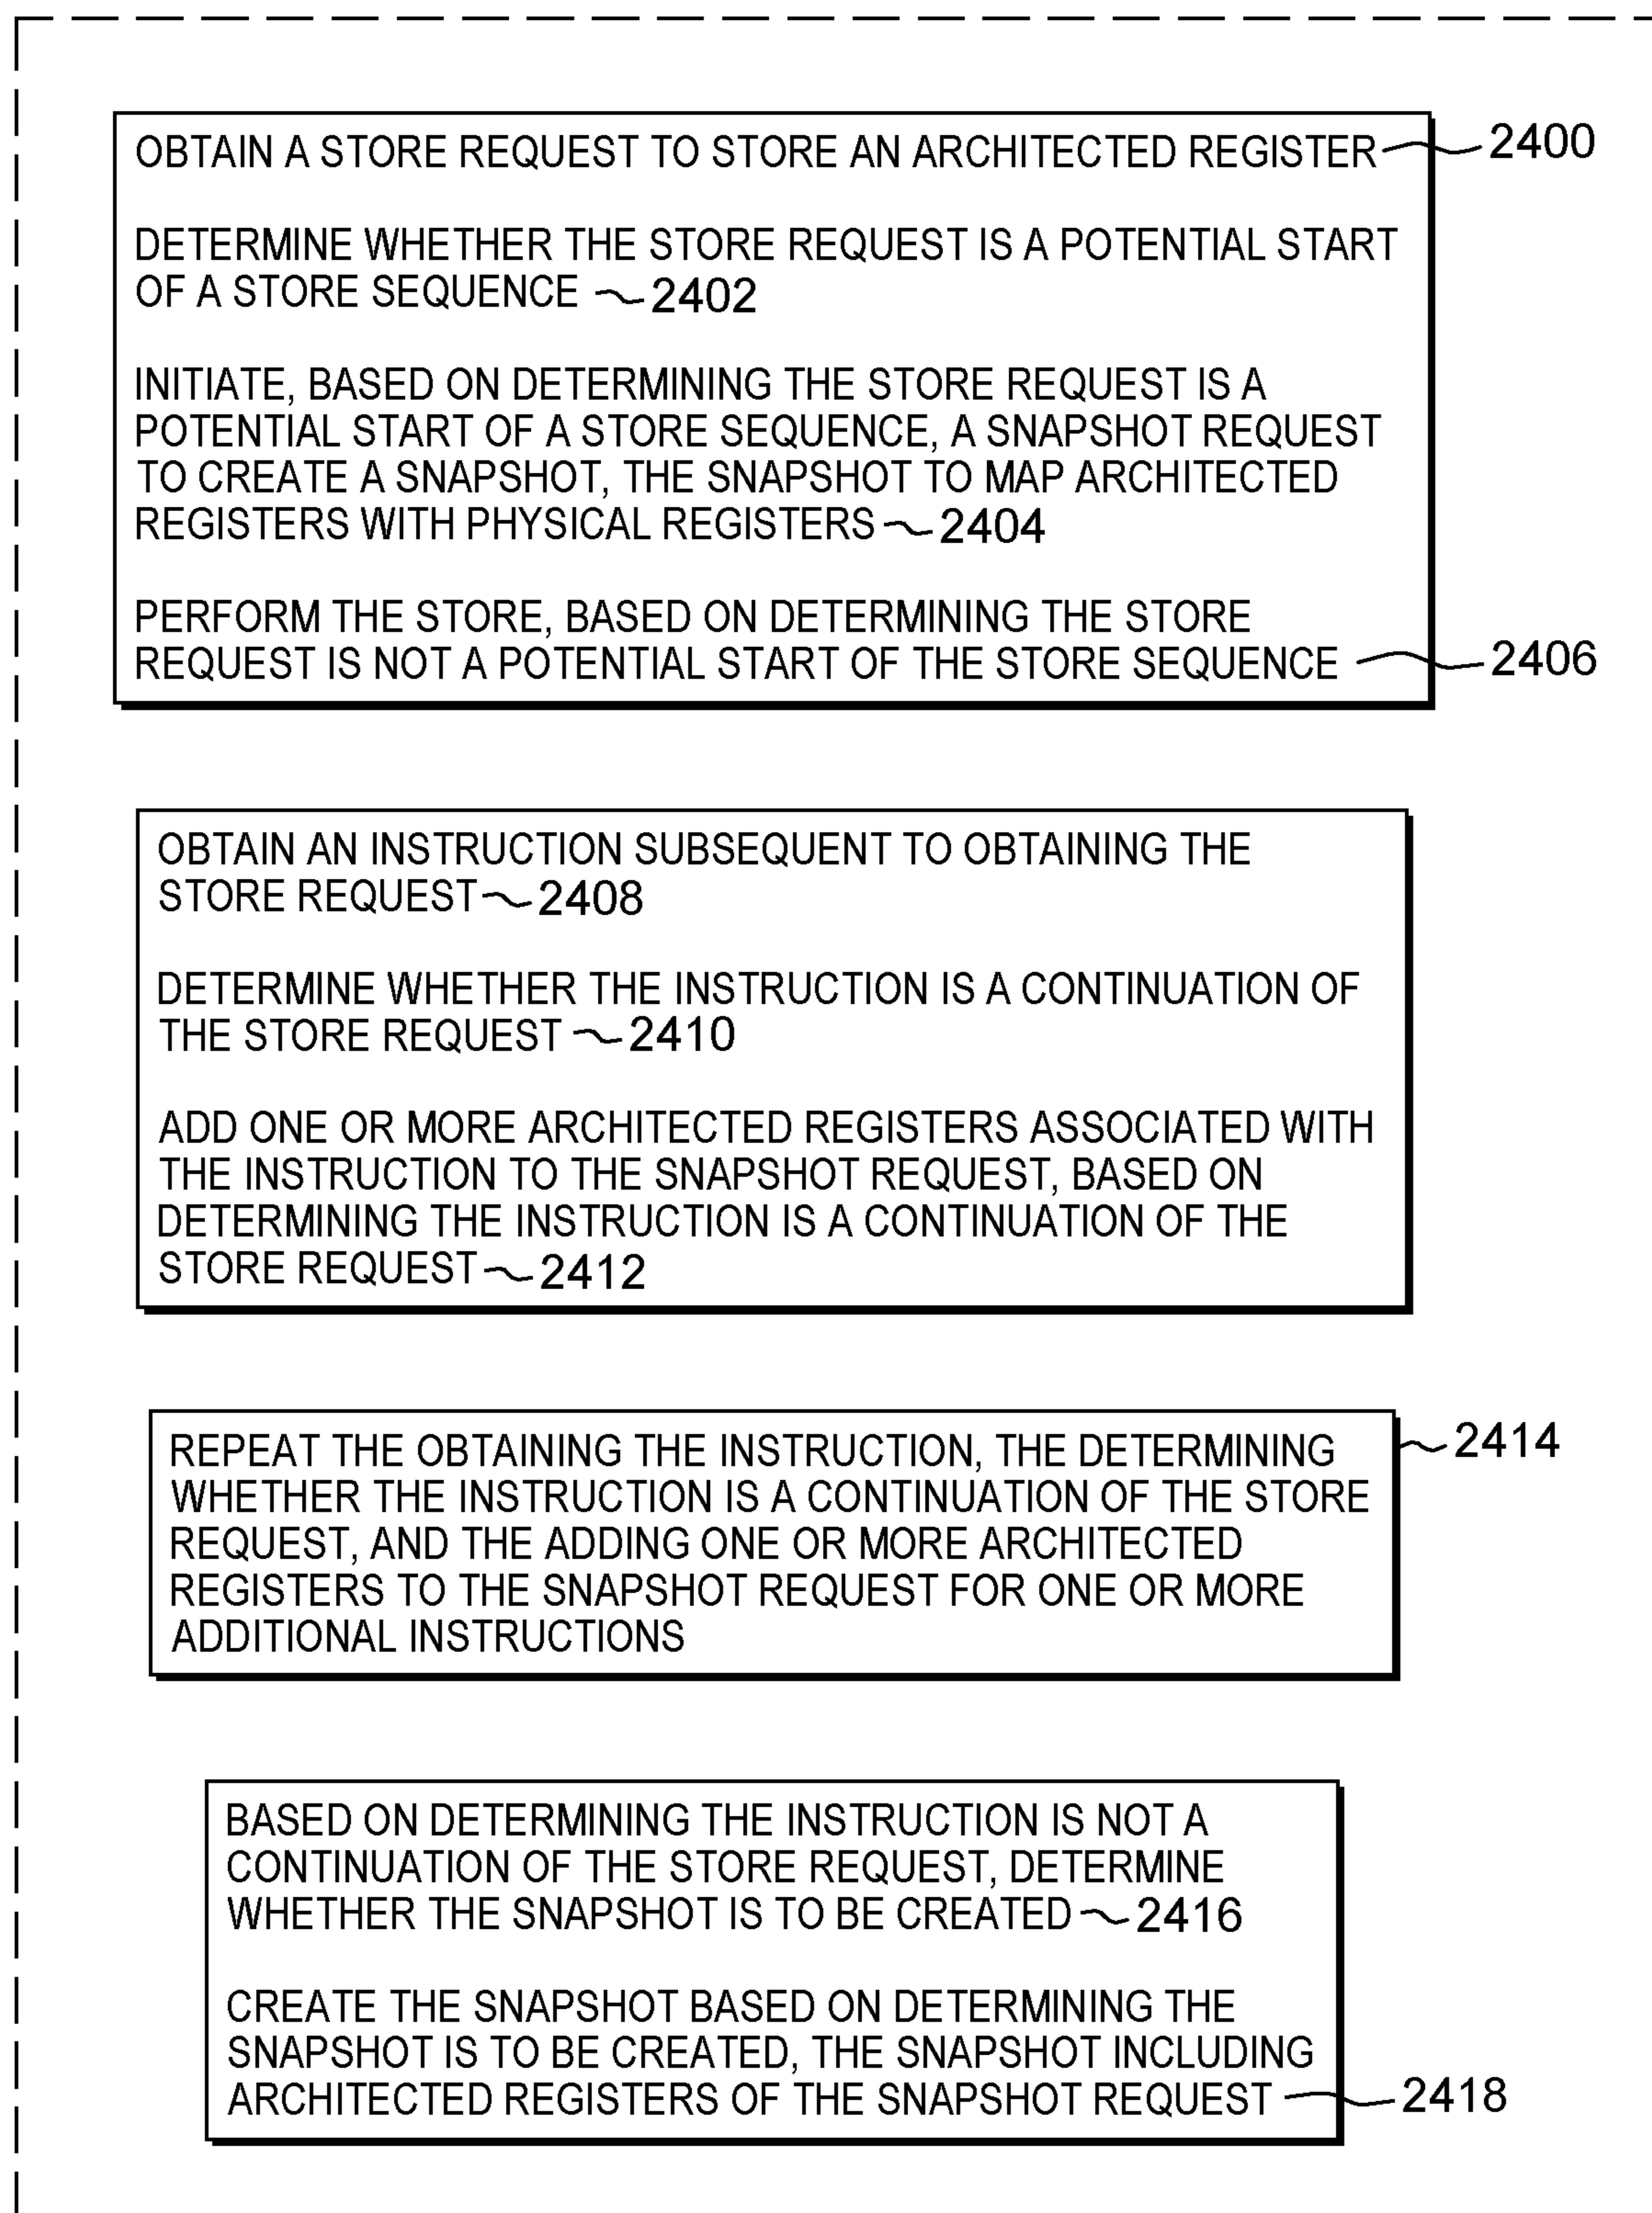 OBTAIN A STORE REQUEST TO STORE AN ARCHITECTED REGISTER 2400
DETERMINE WHETHER THE STORE REQUEST IS A POTENTIAL START
OF A STORE SEQUENCE 2402
INITIATE, BASED ON DETERMINING THE STORE REQUEST IS A
POTENTIAL START OF A STORE SEQUENCE, A SNAPSHOT REQUEST
TO CREATE A SNAPSHOT, THE SNAPSHOT TO MAP ARCHITECTED
REGISTERS WITH PHYSICAL REGISTERS 2404
PERFORM THE STORE, BASED ON DETERMINING THE STORE
REQUEST IS NOT A POTENTIAL START OF THE STORE SEQUENCE 2406
OBTAIN AN INSTRUCTION SUBSEQUENT TO OBTAINING THE
STORE REQUEST 2408
DETERMINE WHETHER THE INSTRUCTION IS A CONTINUATION OF
THE STORE REQUEST 2410
ADD ONE OR MORE ARCHITECTED REGISTERS ASSOCIATED WITH
THE INSTRUCTION TO THE SNAPSHOT REQUEST, BASED ON
DETERMINING THE INSTRUCTION IS A CONTINUATION OF THE
STORE REQUEST 2412
REPEAT THE OBTAINING THE INSTRUCTION, THE DETERMINING 2414
WHETHER THE INSTRUCTION IS A CONTINUATION OF THE STORE
REQUEST, AND THE ADDING ONE OR MORE ARCHITECTED
REGISTERS TO THE SNAPSHOT REQUEST FOR ONE OR MORE
ADDITIONAL INSTRUCTIONS
BASED ON DETERMINING THE INSTRUCTION IS NOT A
CONTINUATION OF THE STORE REQUEST, DETERMINE
WHETHER THE SNAPSHOT IS TO BE CREATED 2416
CREATE THE SNAPSHOT BASED ON DETERMINING THE
SNAPSHOT IS TO BE CREATED, THE SNAPSHOT INCLUDING
ARCHITECTED REGISTERS OF THE SNAPSHOT REQUEST 2418